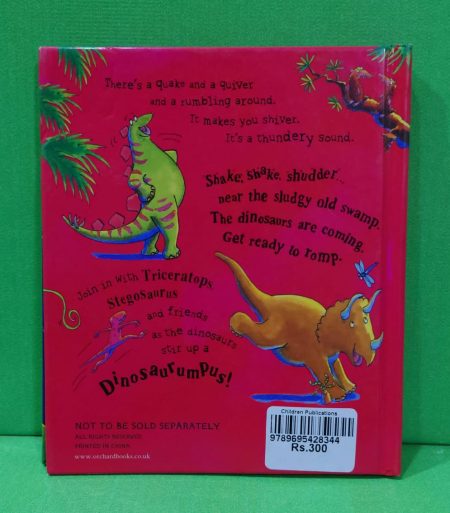 There's a quake and a quiver
and a rumbling around.
It makes you shiver.
It's a thundery sound.
Shake, shake, shudder...
near the sludgy old swamp.
The dinosaurs are coming.
Get ready to romp.
Join in with Triceratops
Stegosaurus
and friends
as the dinosaurs
stir up a
Dinosaurumpus!
NOT TO BE SOLD SEPARATELY
ALL RIGHTS RESERVED
PRINTED IN CHINA
www.orchardbooks.co.uk
Children Publications
9789695428344
Rs.300